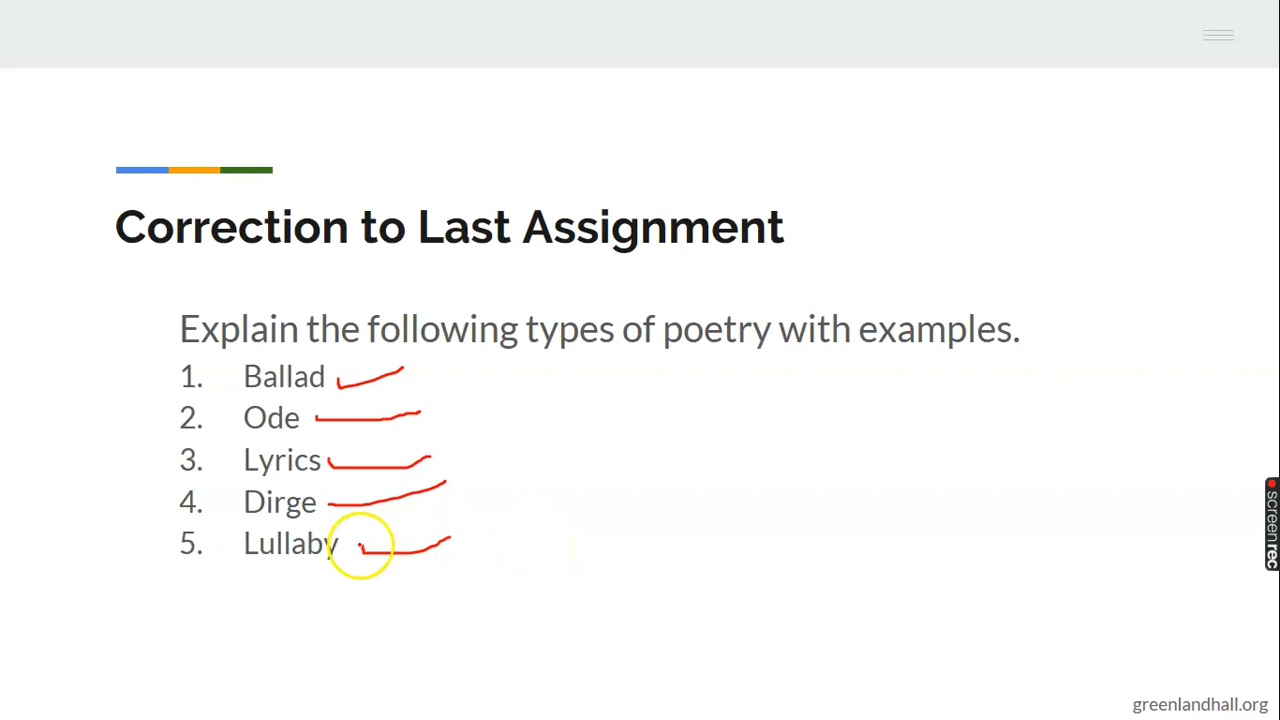 Correction to Last Assignment
Explain the following types of poetry with examples.
1. Ballad
2. Ode
3. Lyrics
4. Dirge
5. Lullaby
screenrec
greenlandhall.org